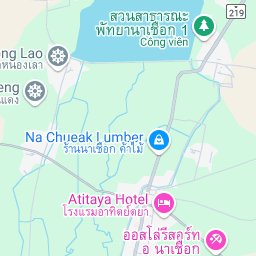 สวนสาธารณะ
พัทยานาเชือก 1
Công viên
219
ong Lao
หนองเลา
eng
แดง
Na Chueak Lumber
ร้านนาเชือก ค้าไม้
Atitaya Hotel
โรงแรมอาทิตย์ตยา
ออสโล่รีสอร์ท
อ นาเชือก